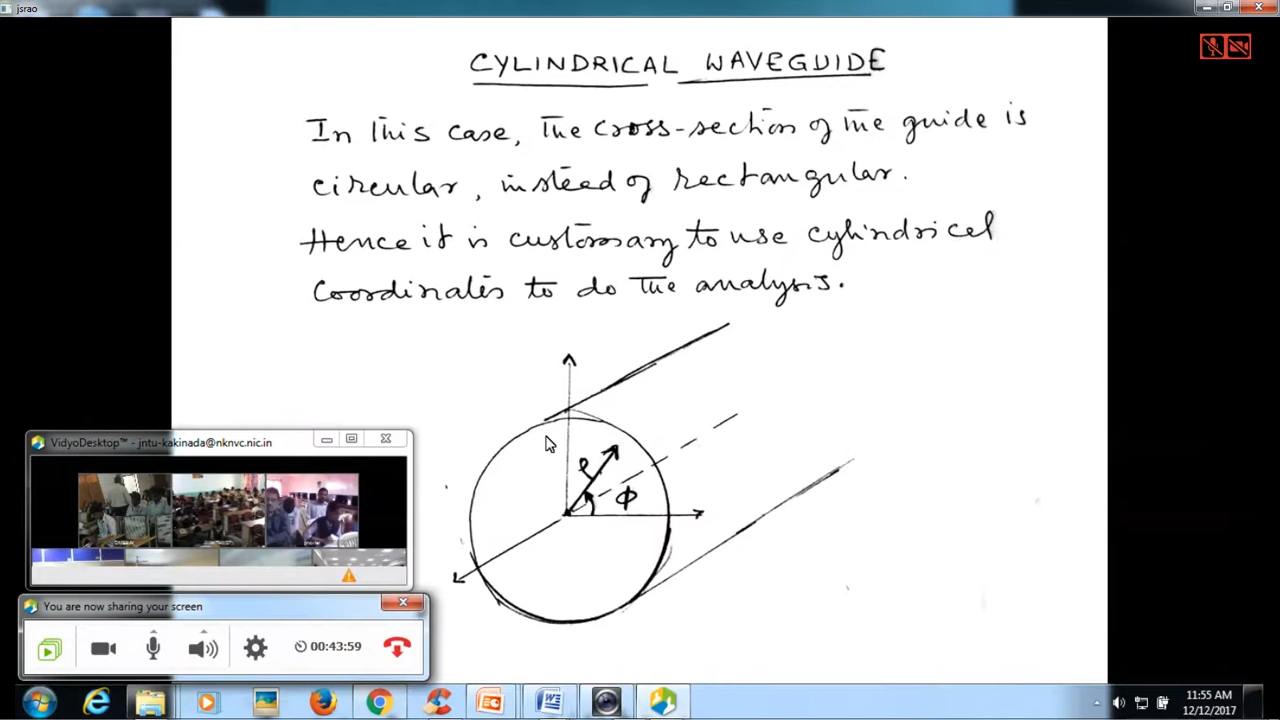 jsrao
CYLINDRICAL WAVEGUIDE
In this case, the cross-section of the guide is
circular, instead of rectangular.
Hence it is customary to use cylindrical
coordinates to do the analysis.
ρ
φ
VidyoDesktop™ - jntu-kakinada@nknvc.nic.in
You are now sharing your screen
00:43:59
11:55 AM
12/12/2017